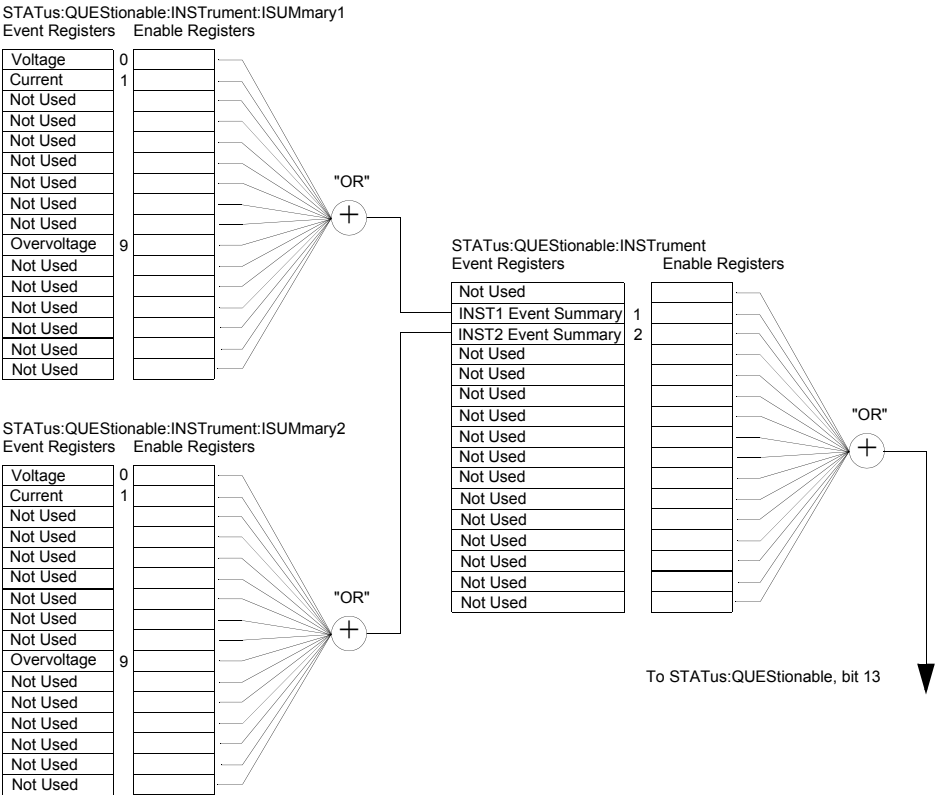 STATus:QUEStionable:INSTrument:ISUMmary1
Event Registers Enable Registers
Voltage 0
Current 1
Not Used
Not Used
Not Used
Not Used
Not Used
Not Used
Not Used
Overvoltage 9
Not Used
Not Used
Not Used
Not Used
Not Used
Not Used
"OR"
+
STATus:QUEStionable:INSTrument
Event Registers Enable Registers
Not Used
INST1 Event Summary 1
INST2 Event Summary 2
Not Used
Not Used
Not Used
Not Used
Not Used
Not Used
Not Used
Not Used
Not Used
Not Used
Not Used
Not Used
Not Used
"OR"
+
To STATus:QUEStionable, bit 13
STATus:QUEStionable:INSTrument:ISUMmary2
Event Registers Enable Registers
Voltage 0
Current 1
Not Used
Not Used
Not Used
Not Used
Not Used
Not Used
Not Used
Overvoltage 9
Not Used
Not Used
Not Used
Not Used
Not Used
Not Used
"OR"
+